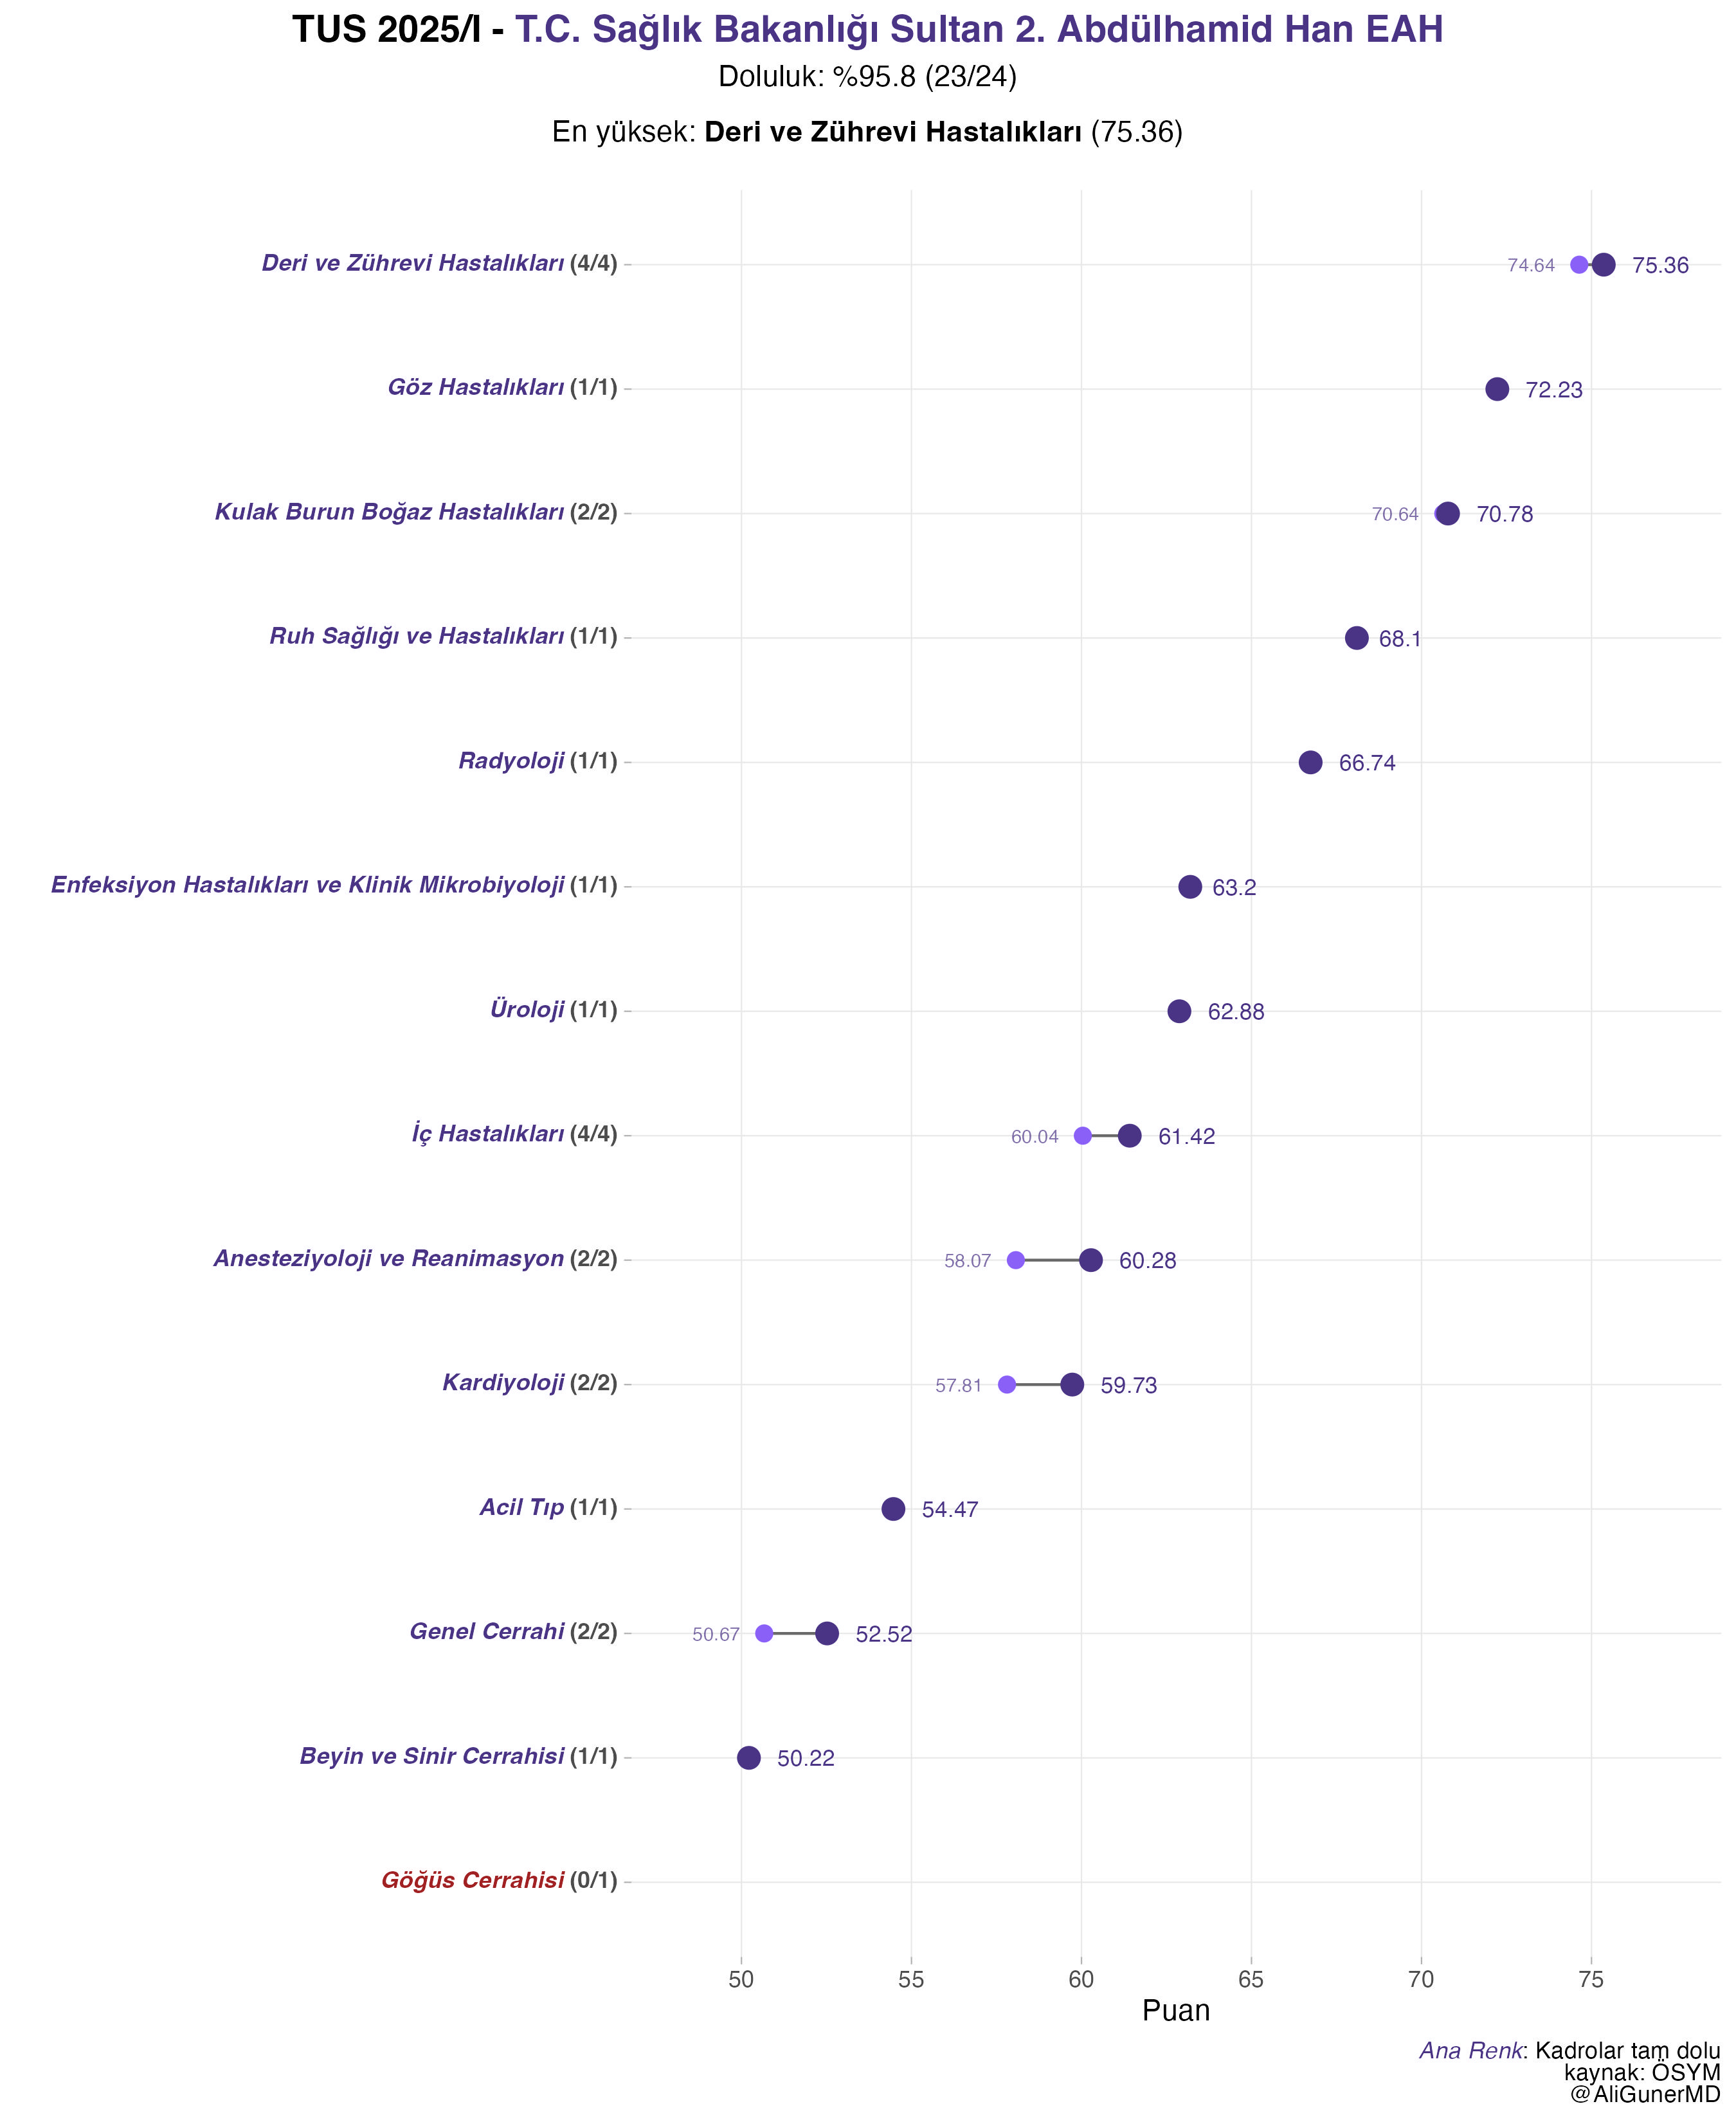 TUS 2025/I - T.C. Sağlık Bakanlığı Sultan 2. Abdülhamid Han EAH
Doluluk: %95.8 (23/24)
En yüksek: Deri ve Zührevi Hastalıkları (75.36)
Deri ve Zührevi Hastalıkları (4/4) 74.64 75.36
Göz Hastalıkları (1/1) 72.23
Kulak Burun Boğaz Hastalıkları (2/2) 70.64 70.78
Ruh Sağlığı ve Hastalıkları (1/1) 68.1
Radyoloji (1/1) 66.74
Enfeksiyon Hastalıkları ve Klinik Mikrobiyoloji (1/1) 63.2
Üroloji (1/1) 62.88
İç Hastalıkları (4/4) 60.04 61.42
Anesteziyoloji ve Reanimasyon (2/2) 58.07 60.28
Kardiyoloji (2/2) 57.81 59.73
Acil Tıp (1/1) 54.47
Genel Cerrahi (2/2) 50.67 52.52
Beyin ve Sinir Cerrahisi (1/1) 50.22
Göğüs Cerrahisi (0/1)
50 55 60 65 70 75
Puan
Ana Renk: Kadrolar tam dolu
kaynak: ÖSYM
@AliGunerMD